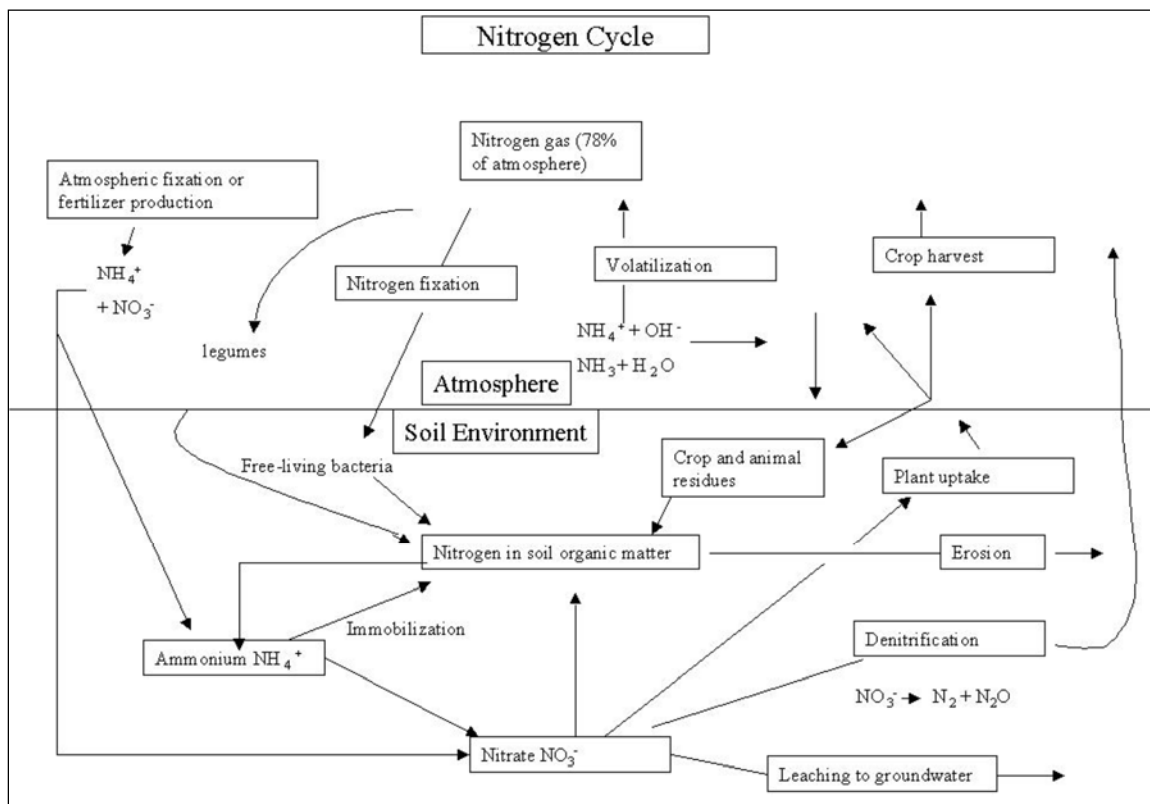 Nitrogen Cycle
Nitrogen gas (78%
of atmosphere)
Atmospheric fixation or
fertilizer production
NH₄⁺
+ NO₃⁻
Nitrogen fixation
Volatilization
Crop harvest
legumes
NH₄⁺ + OH⁻
NH₃ + H₂O
Atmosphere
Soil Environment
Free-living bacteria
Crop and animal
residues
Plant uptake
Nitrogen in soil organic matter
Erosion
Immobilization
Ammonium NH₄⁺
Denitrification
NO₃⁻ → N₂ + N₂O
Nitrate NO₃⁻
Leaching to groundwater